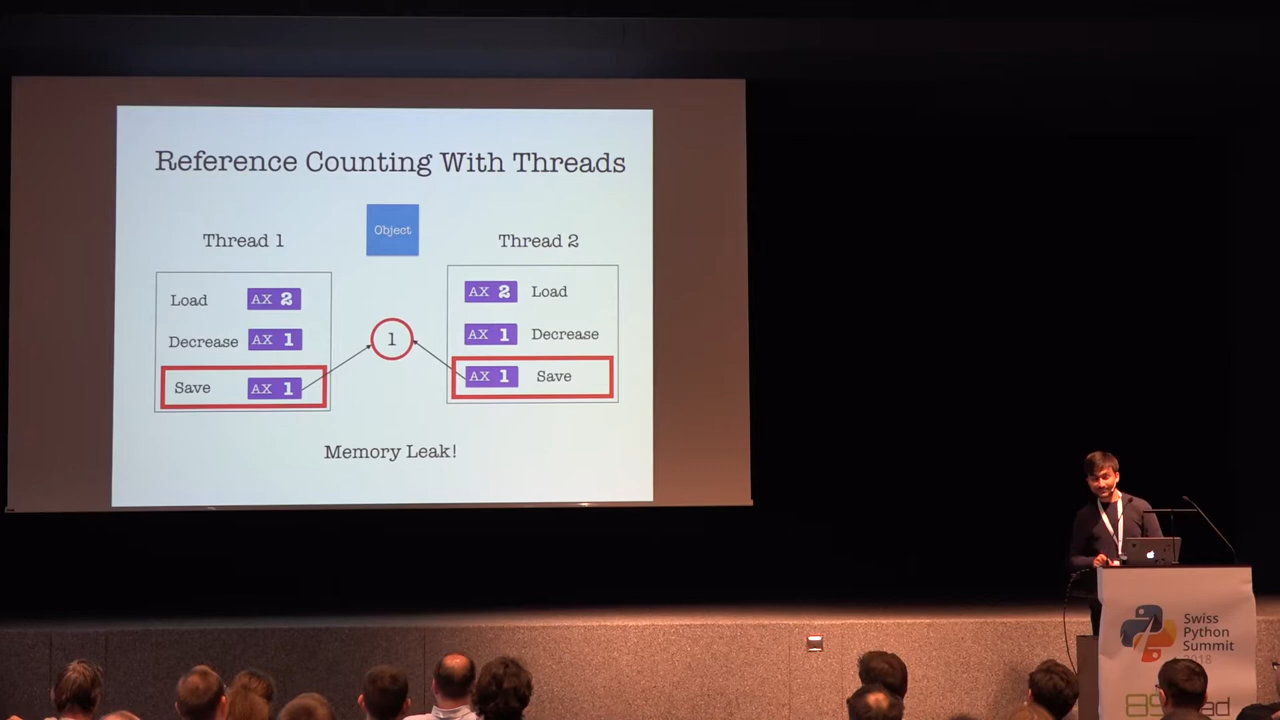 Reference Counting With Threads
Object
Thread 1
Thread 2
Load AX 2
Decrease AX 1
Save AX 1
1
AX 2 Load
AX 1 Decrease
AX 1 Save
Memory Leak!
Swiss
Python
Summit
2018